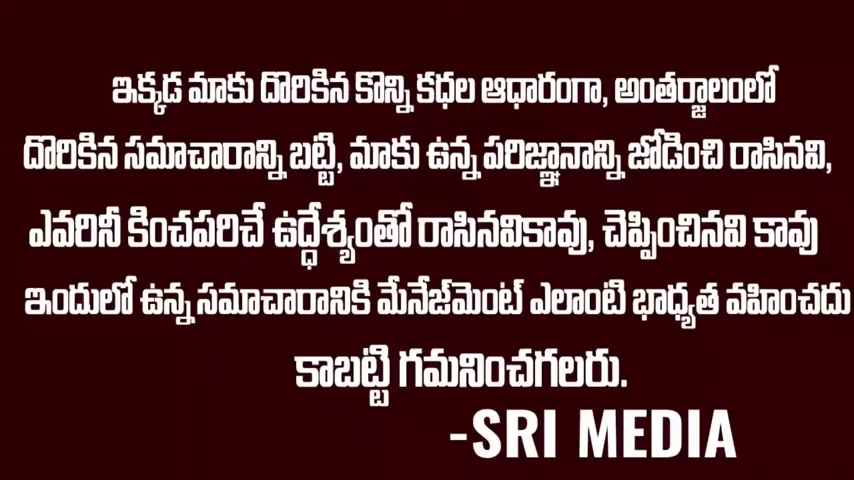 ఇక్కడ మాకు దొరికిన కొన్ని కధల ఆధారంగా, అంతర్జాలంలో
దొరికిన సమాచారాన్ని బట్టి, మాకు ఉన్న పరిజ్ఞానాన్ని జోడించి రాసినవి,
ఎవరినీ కించపరిచే ఉద్ధేశ్యంతో రాసినవికావు, చెప్పించినవి కావు
ఇందులో ఉన్న సమాచారానికి మేనేజ్‌మెంట్ ఎలాంటి భాధ్యత వహించదు
కాబట్టి గమనించగలరు.
-SRI MEDIA